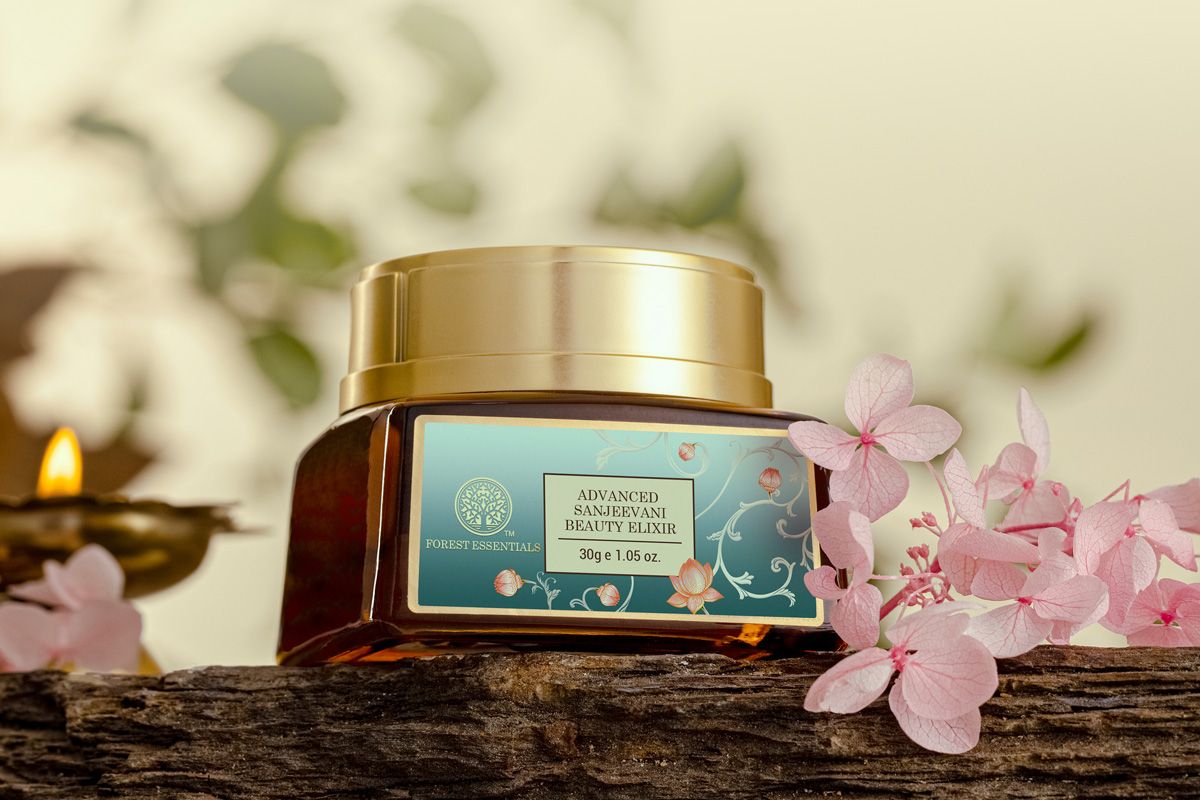 TM
FOREST ESSENTIALS
ADVANCED
SANJEEVANI
BEAUTY ELIXIR
30g e 1.05 oz.